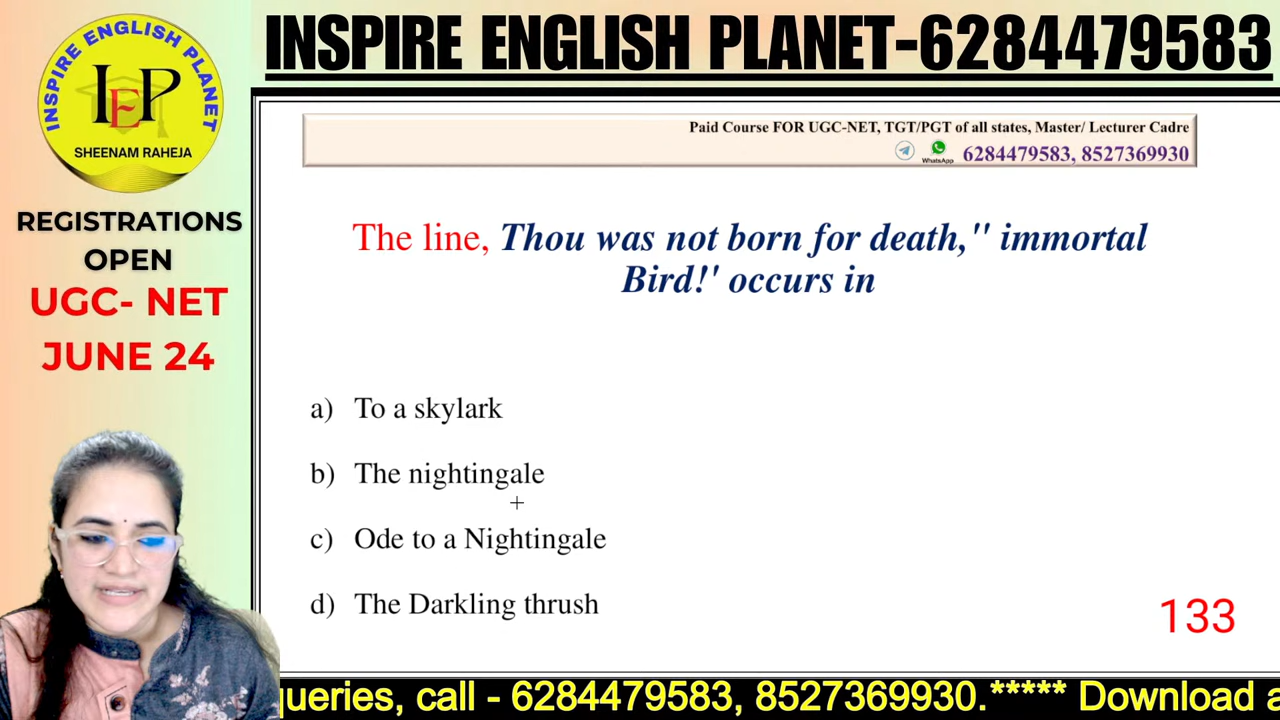 INSPIRE ENGLISH PLANET
IEP
SHEENAM RAHEJA
REGISTRATIONS
OPEN
UGC- NET
JUNE 24
INSPIRE ENGLISH PLANET-6284479583
Paid Course FOR UGC-NET, TGT/PGT of all states, Master/ Lecturer Cadre
WhatsApp 6284479583, 8527369930
The line, Thou was not born for death," immortal
Bird!" occurs in
a) To a skylark
b) The nightingale
c) Ode to a Nightingale
d) The Darkling thrush
133
queries, call - 6284479583, 8527369930.***** Download a